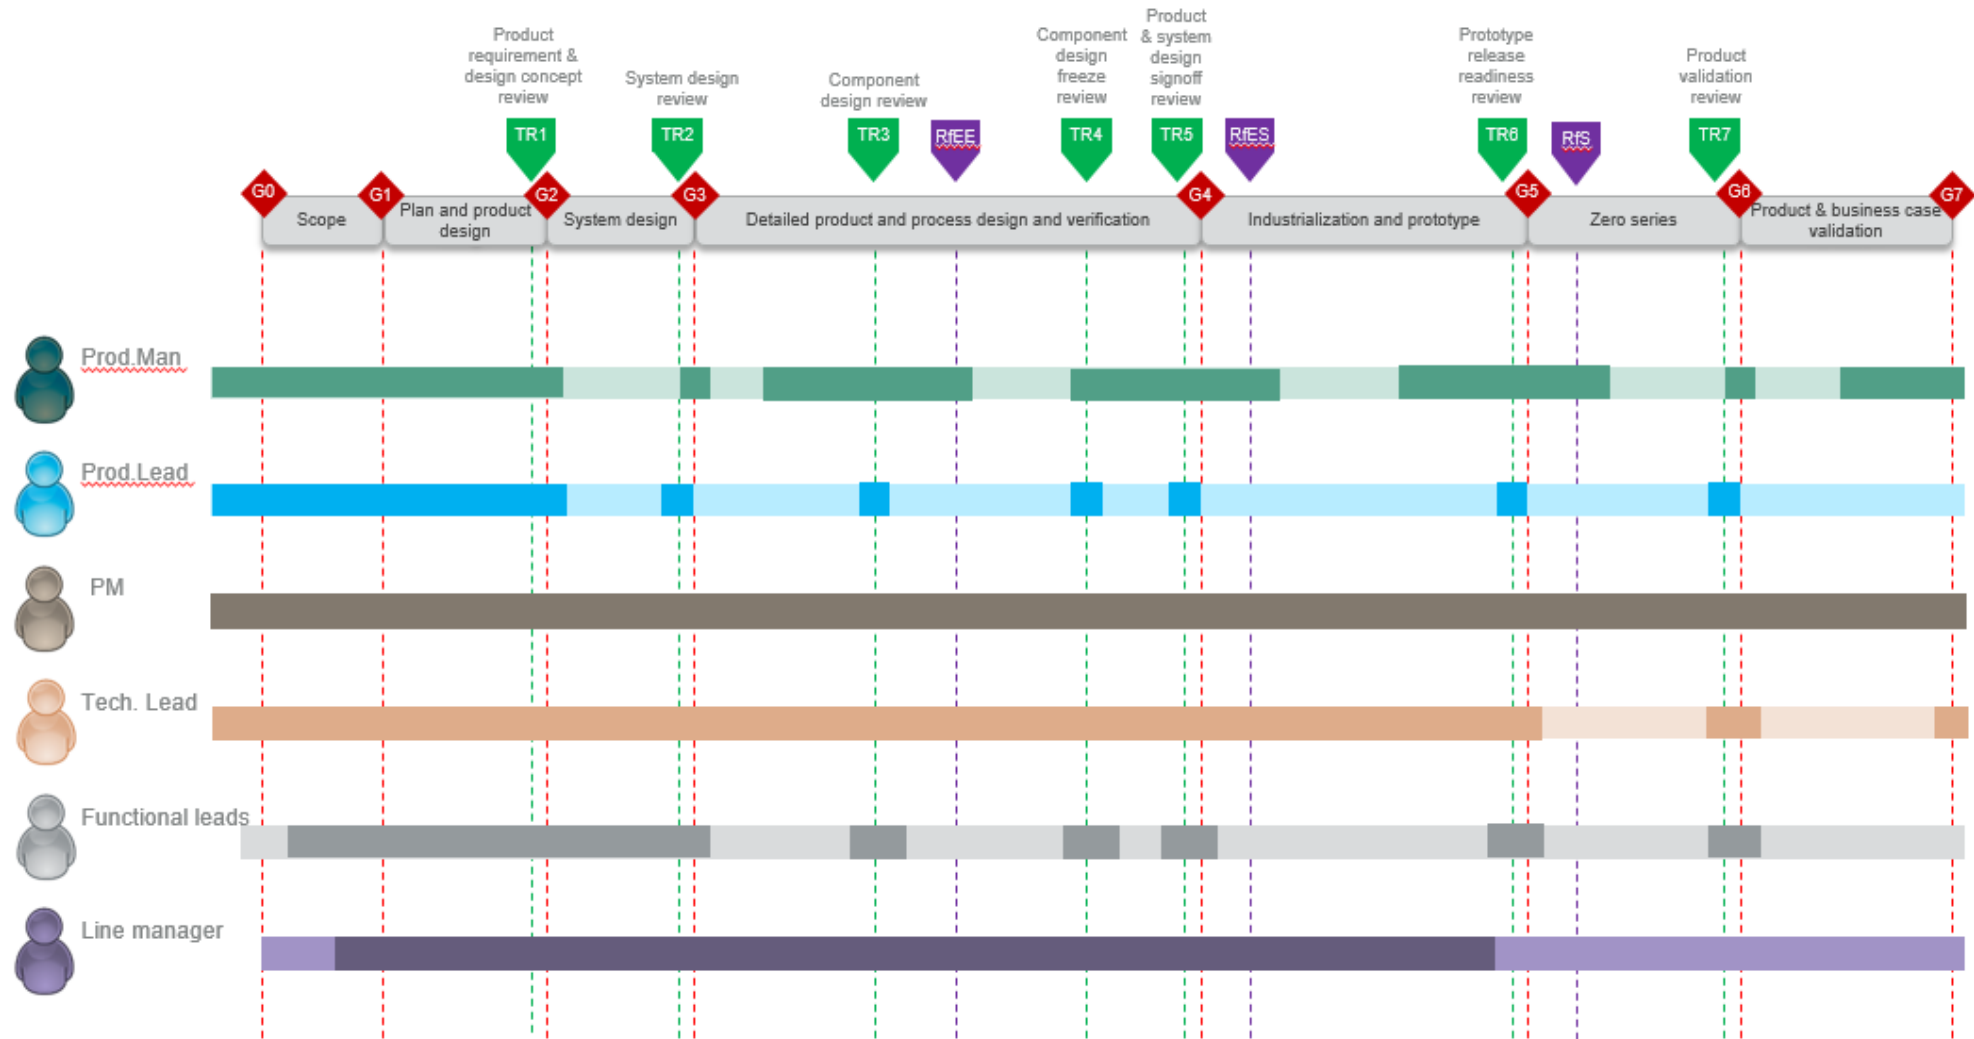 Product
requirement &
design concept
review
System design
review
Component
design review
Component
design
freeze
review
Product
& system
design
signoff
review
Prototype
release
readiness
review
Product
validation
review
TR1
TR2
TR3
RfEE
TR4
TR5
RfES
TR6
RfS
TR7
G0
G1
G2
G3
G4
G5
G6
G7
Scope
Plan and product
design
System design
Detailed product and process design and verification
Industrialization and prototype
Zero series
Product & business case
validation
Prod.Man
Prod.Lead
PM
Tech. Lead
Functional leads
Line manager